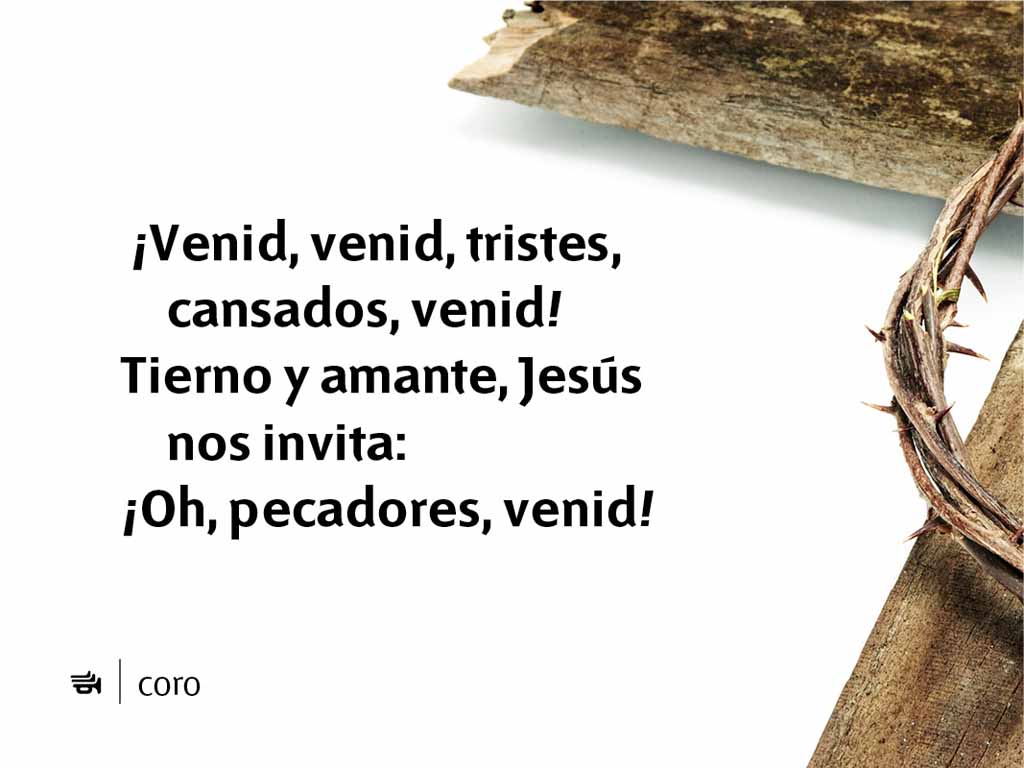 ¡Venid, venid, tristes,
cansados, venid!
Tierno y amante, Jesús
nos invita:
¡Oh, pecadores, venid!
coro